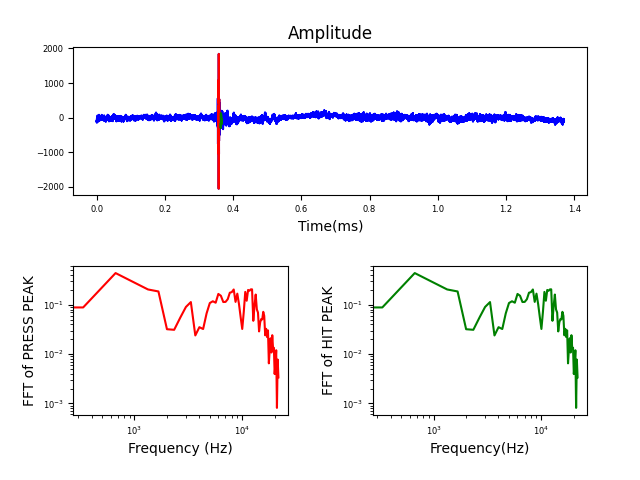 Amplitude
2000
1000
0
−1000
−2000
0.0 0.2 0.4 0.6 0.8 1.0 1.2 1.4
Time(ms)
FFT of PRESS PEAK
10⁻¹
10⁻²
10⁻³
10³ 10⁴
Frequency (Hz)
FFT of HIT PEAK
10⁻¹
10⁻²
10⁻³
10³ 10⁴
Frequency(Hz)